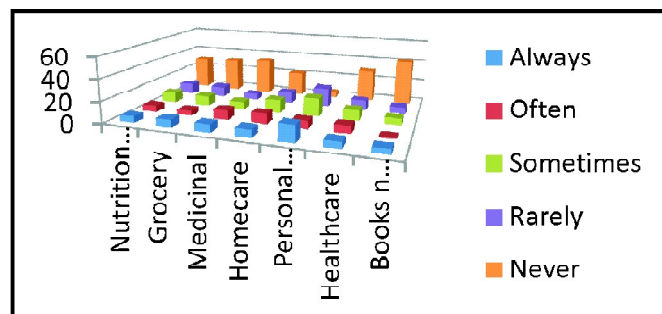 60
40
20
0
Nutrition...
Grocery
Medicinal
Homecare
Personal...
Healthcare
Books n...
Always
Often
Sometimes
Rarely
Never